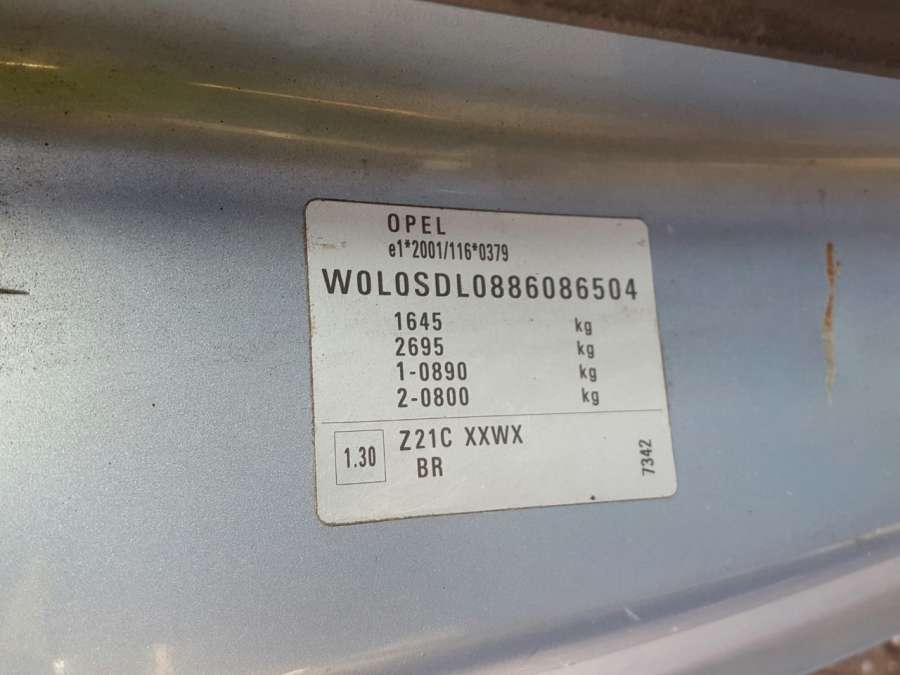 OPEL
e1*2001/116*0379
W0L0SDL0886086504
1645 kg
2695 kg
1-0890 kg
2-0800 kg
1.30 Z21C XXWX
BR
7342